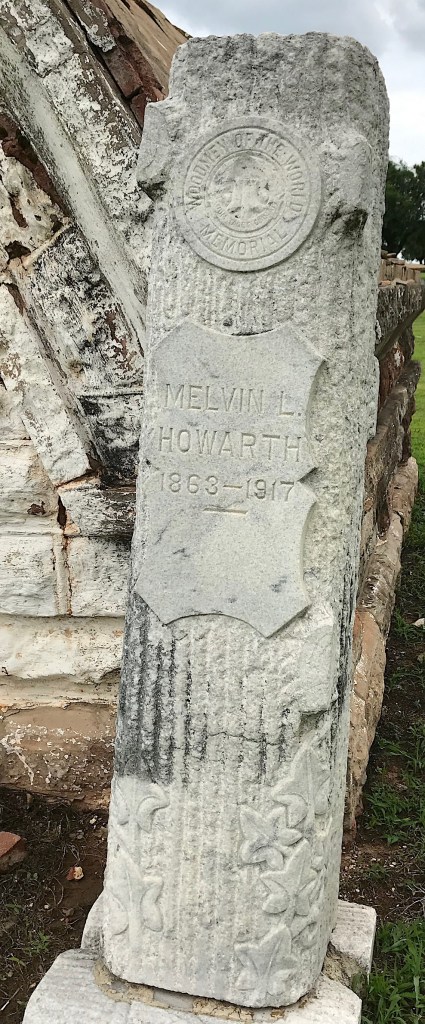 WOODMEN OF THE WORLD
MEMORIAL
MELVIN L.
HOWARTH
1863–1917